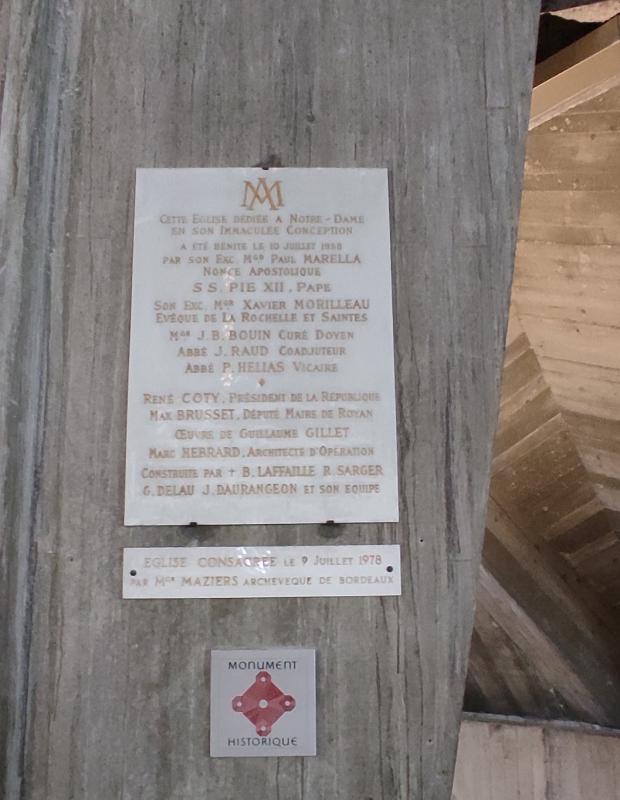 AM
CETTE EGLISE DÉDIÉE A NOTRE-DAME
EN SON IMMACULÉE CONCEPTION
A ÉTÉ BÉNITE LE 10 JUILLET 1958
PAR SON EXC. MGR PAUL MARELLA
NONCE APOSTOLIQUE
S S. PIE XII, PAPE
SON EXC. MGR XAVIER MORILLEAU
EVÊQUE DE LA ROCHELLE ET SAINTES
MGR J.B. BOUIN CURÉ DOYEN
ABBÉ J. RAUD COADJUTEUR
ABBÉ P. HELIAS VICAIRE
RENÉ COTY, PRÉSIDENT DE LA RÉPUBLIQUE
MAX BRUSSET, DÉPUTÉ MAIRE DE ROYAN
ŒUVRE DE GUILLAUME GILLET
MARC HEBRARD, ARCHITECTE D'OPÉRATION
CONSTRUITE PAR + B. LAFFAILLE R. SARGER
G. DELAU J. DAURANGEON ET SON EQUIPE
EGLISE CONSACRÉE LE 9 JUILLET 1978
PAR MGR MAZIERS ARCHEVÊQUE DE BORDEAUX
MONUMENT
HISTORIQUE